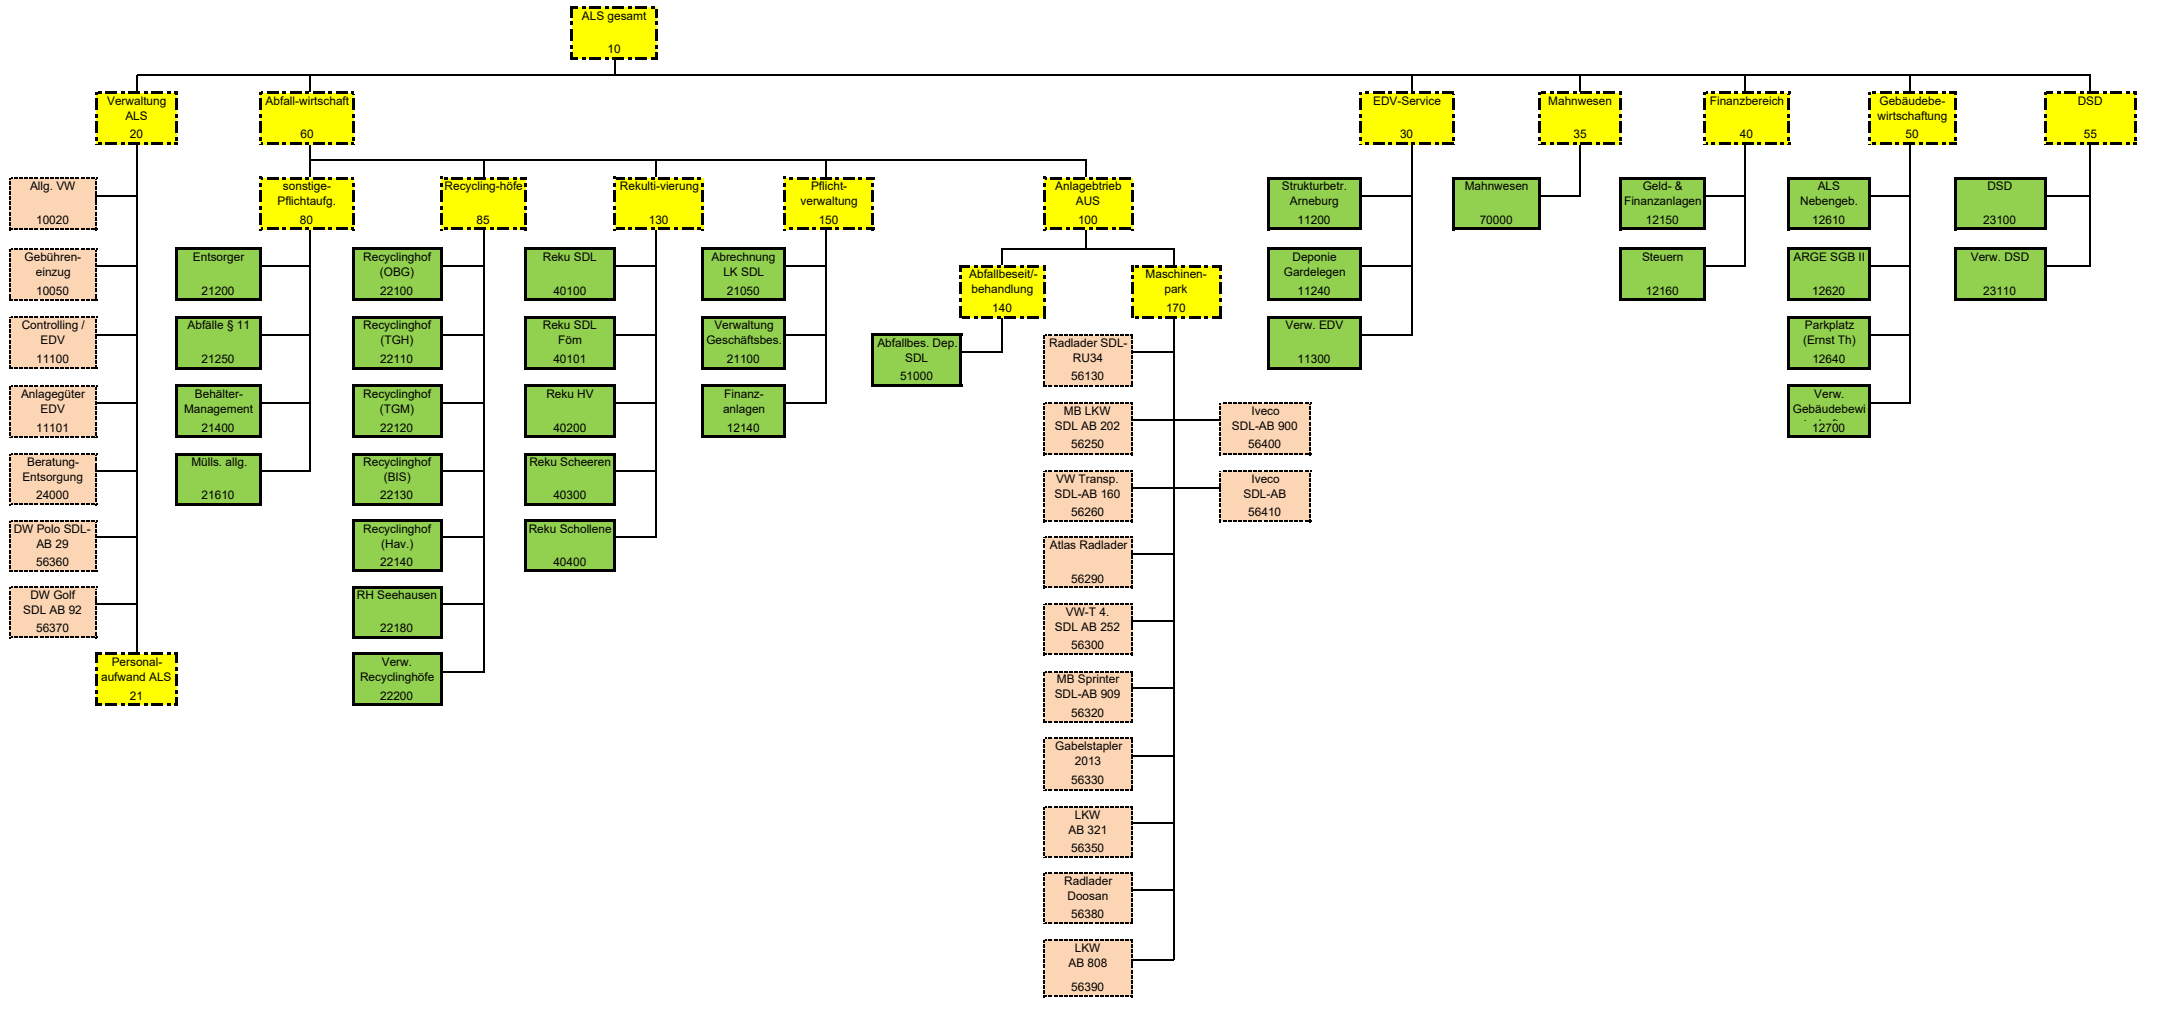 ALS gesamt
10
Verwaltung
ALS
20
Abfall-wirtschaft
60
EDV-Service
30
Mahnwesen
35
Finanzbereich
40
Gebäudebe-
wirtschaftung
50
DSD
55
Allg. VW
10020
Gebühren-
einzug
10050
Controlling /
EDV
11100
Anlagegüter
EDV
11101
Beratung-
Entsorgung
24000
DW Polo SDL-
AB 29
56360
DW Golf
SDL AB 92
56370
Personal-
aufwand ALS
21
sonstige-
Pflichtaufg.
80
Entsorger
21200
Abfälle § 11
21250
Behälter-
Management
21400
Mülls. allg.
21610
Recycling-höfe
85
Recyclinghof
(OBG)
22100
Recyclinghof
(TGH)
22110
Recyclinghof
(TGM)
22120
Recyclinghof
(BIS)
22130
Recyclinghof
(Hav.)
22140
RH Seehausen
22180
Verw.
Recyclinghöfe
22200
Rekulti-vierung
130
Reku SDL
40100
Reku SDL
Föm
40101
Reku HV
40200
Reku Scheeren
40300
Reku Schollene
40400
Pflicht-
verwaltung
150
Abrechnung
LK SDL
21050
Verwaltung
Geschäftsbes.
21100
Finanz-
anlagen
12140
Anlagebtrieb
AUS
100
Abfallbeseit/-
behandlung
140
Abfallbes. Dep.
SDL
51000
Maschinen-
park
170
Radlader SDL-
RU34
56130
MB LKW
SDL AB 202
56250
Iveco
SDL-AB 900
56400
VW Transp.
SDL-AB 160
56260
Iveco
SDL-AB
56410
Atlas Radlader
56290
VW-T 4.
SDL AB 252
56300
MB Sprinter
SDL-AB 909
56320
Gabelstapler
2013
56330
LKW
AB 321
56350
Radlader
Doosan
56380
LKW
AB 808
56390
Strukturbetr.
Arneburg
11200
Deponie
Gardelegen
11240
Verw. EDV
11300
Mahnwesen
70000
Geld- &
Finanzanlagen
12150
Steuern
12160
ALS
Nebengeb.
12610
ARGE SGB II
12620
Parkplatz
(Ernst Th)
12640
Verw.
Gebäudebewi
12700
DSD
23100
Verw. DSD
23110